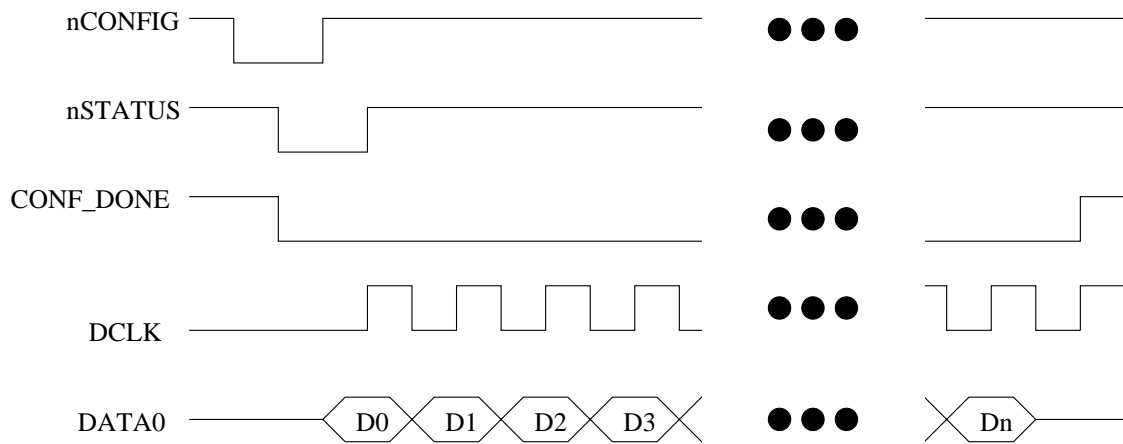 nCONFIG
nSTATUS
CONF_DONE
DCLK
DATA0 D0 D1 D2 D3 Dn